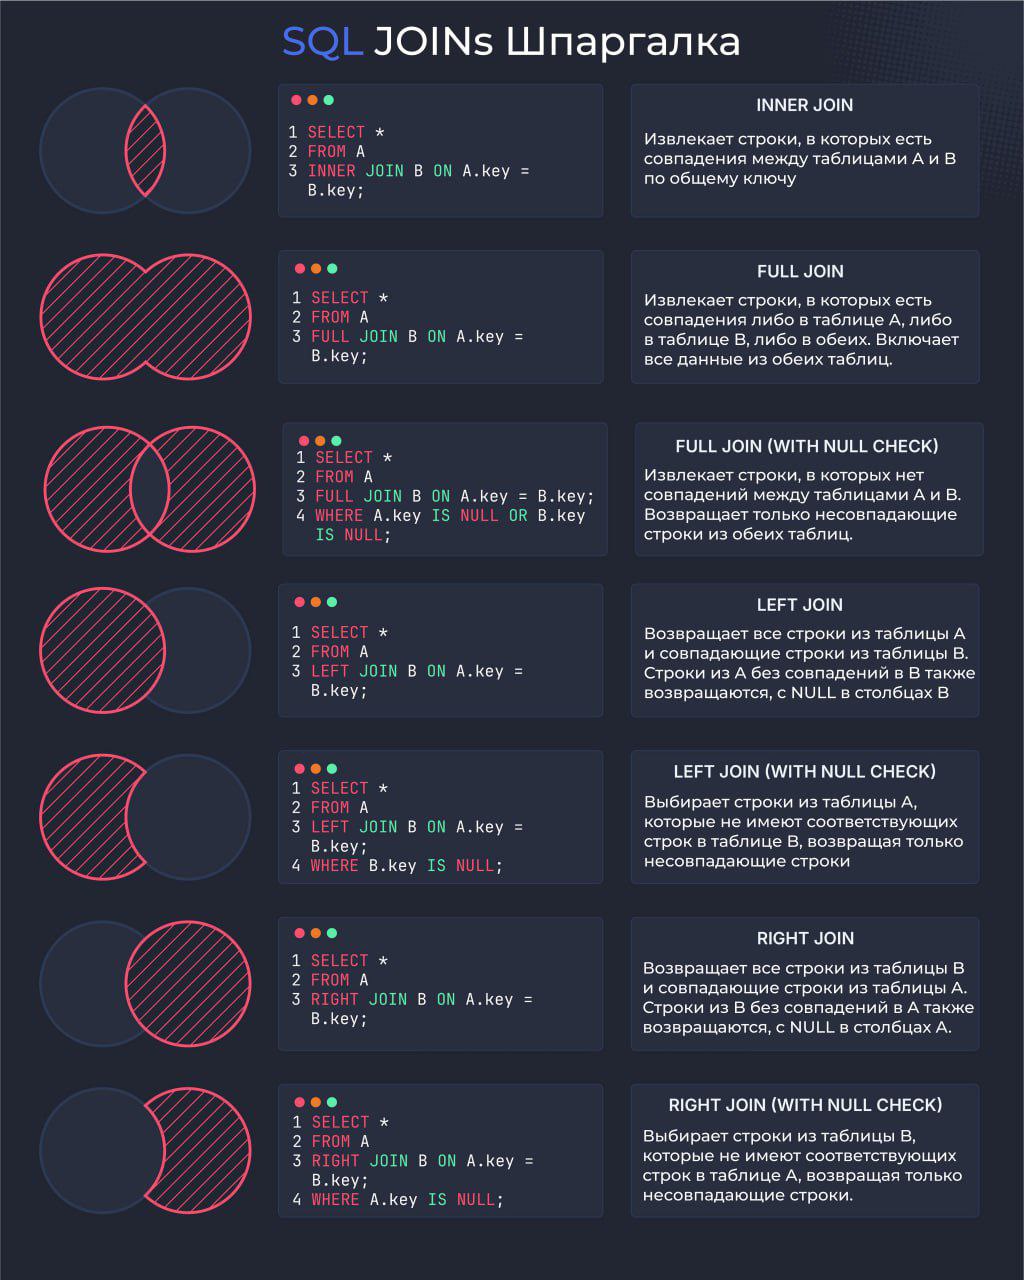 SQL JOINs Шпаргалка
1 SELECT *
2 FROM A
3 INNER JOIN B ON A.key =
B.key;
INNER JOIN
Извлекает строки, в которых есть
совпадения между таблицами А и В
по общему ключу
1 SELECT *
2 FROM A
3 FULL JOIN B ON A.key =
B.key;
FULL JOIN
Извлекает строки, в которых есть
совпадения либо в таблице А, либо
в таблице В, либо в обеих. Включает
все данные из обеих таблиц.
1 SELECT *
2 FROM A
3 FULL JOIN B ON A.key = B.key;
4 WHERE A.key IS NULL OR B.key
IS NULL;
FULL JOIN (WITH NULL CHECK)
Извлекает строки, в которых нет
совпадений между таблицами А и В.
Возвращает только несовпадающие
строки из обеих таблиц.
1 SELECT *
2 FROM A
3 LEFT JOIN B ON A.key =
B.key;
LEFT JOIN
Возвращает все строки из таблицы А
и совпадающие строки из таблицы В.
Строки из А без совпадений в В также
возвращаются, с NULL в столбцах В
1 SELECT *
2 FROM A
3 LEFT JOIN B ON A.key =
B.key;
4 WHERE B.key IS NULL;
LEFT JOIN (WITH NULL CHECK)
Выбирает строки из таблицы А,
которые не имеют соответствующих
строк в таблице В, возвращая только
несовпадающие строки
1 SELECT *
2 FROM A
3 RIGHT JOIN B ON A.key =
B.key;
RIGHT JOIN
Возвращает все строки из таблицы В
и совпадающие строки из таблицы А.
Строки из В без совпадений в А также
возвращаются, с NULL в столбцах А.
1 SELECT *
2 FROM A
3 RIGHT JOIN B ON A.key =
B.key;
4 WHERE A.key IS NULL;
RIGHT JOIN (WITH NULL CHECK)
Выбирает строки из таблицы В,
которые не имеют соответствующих
строк в таблице А, возвращая только
несовпадающие строки.